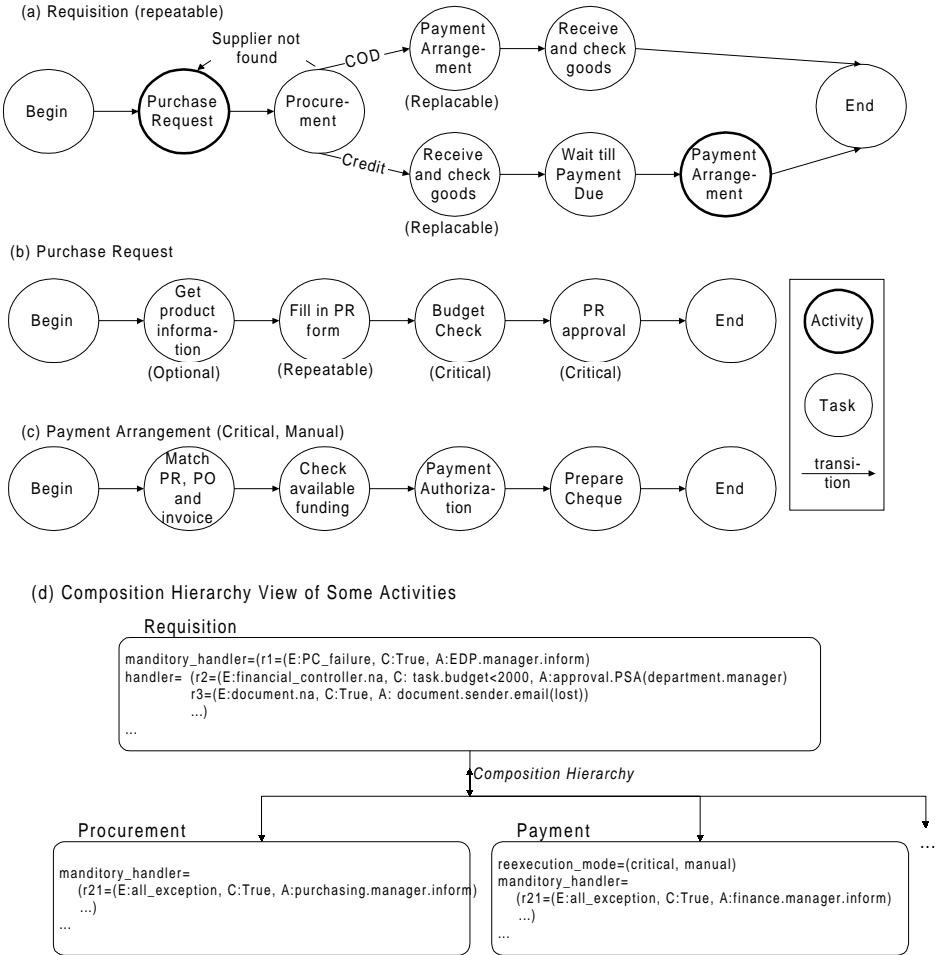 (a) Requisition (repeatable)
Supplier not
found
COD
Credit
Begin
Purchase
Request
Procure-
ment
Payment
Arrange-
ment
(Replacable)
Receive
and check
goods
End
Receive
and check
goods
(Replacable)
Wait till
Payment
Due
Payment
Arrange-
ment
(b) Purchase Request
Begin
Get
product
informa-
tion
(Optional)
Fill in PR
form
(Repeatable)
Budget
Check
(Critical)
PR
approval
(Critical)
End
Activity
Task
transi-
tion
(c) Payment Arrangement (Critical, Manual)
Begin
Match
PR, PO
and
invoice
Check
available
funding
Payment
Authoriza-
tion
Prepare
Cheque
End
(d) Composition Hierarchy View of Some Activities
Requisition
manditory_handler=(r1=(E:PC_failure, C:True, A:EDP.manager.inform)
handler= (r2=(E:financial_controller.na, C: task.budget<2000, A:approval.PSA(department.manager)
r3=(E:document.na, C:True, A: document.sender.email(lost))
...)
...
Composition Hierarchy
...
Procurement
manditory_handler=
(r21=(E:all_exception, C:True, A:purchasing.manager.inform)
...)
...
Payment
reexecution_mode=(critical, manual)
manditory_handler=
(r21=(E:all_exception, C:True, A:finance.manager.inform)
...)
...